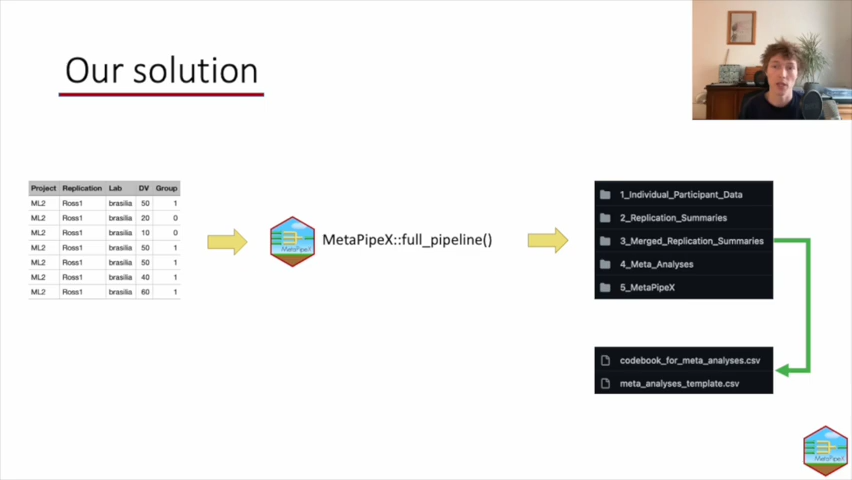 Our solution
Project Replication Lab DV Group
ML2 Ross1 brasilia 50 1
ML2 Ross1 brasilia 20 0
ML2 Ross1 brasilia 10 0
ML2 Ross1 brasilia 50 1
ML2 Ross1 brasilia 50 1
ML2 Ross1 brasilia 40 1
ML2 Ross1 brasilia 60 1
MetaPipeX
MetaPipeX::full_pipeline()
1_Individual_Participant_Data
2_Replication_Summaries
3_Merged_Replication_Summaries
4_Meta_Analyses
5_MetaPipeX
codebook_for_meta_analyses.csv
meta_analyses_template.csv
MetaPipeX